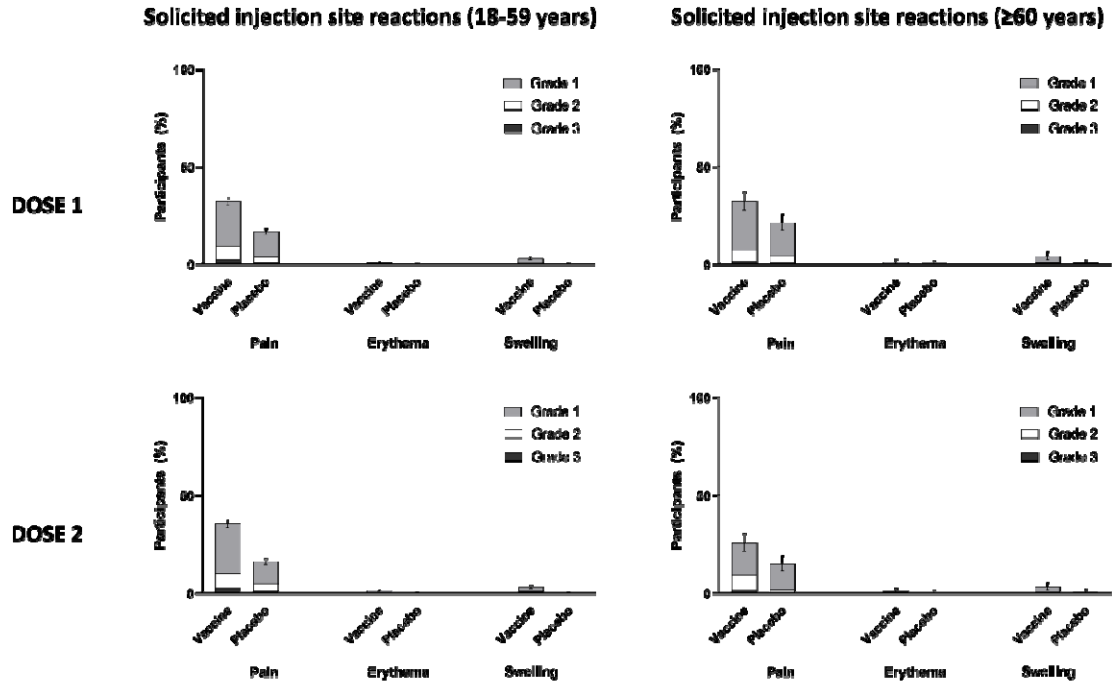 Solicited injection site reactions (18-59 years)
Solicited injection site reactions (≥60 years)
DOSE 1
Participants (%)
100
50
0
Grade 1
Grade 2
Grade 3
Vaccine
Placebo
Vaccine
Placebo
Vaccine
Placebo
Pain
Erythema
Swelling
Participants (%)
100
50
0
Grade 1
Grade 2
Grade 3
Vaccine
Placebo
Vaccine
Placebo
Vaccine
Placebo
Pain
Erythema
Swelling
DOSE 2
Participants (%)
100
50
0
Grade 1
Grade 2
Grade 3
Vaccine
Placebo
Vaccine
Placebo
Vaccine
Placebo
Pain
Erythema
Swelling
Participants (%)
100
50
0
Grade 1
Grade 2
Grade 3
Vaccine
Placebo
Vaccine
Placebo
Vaccine
Placebo
Pain
Erythema
Swelling